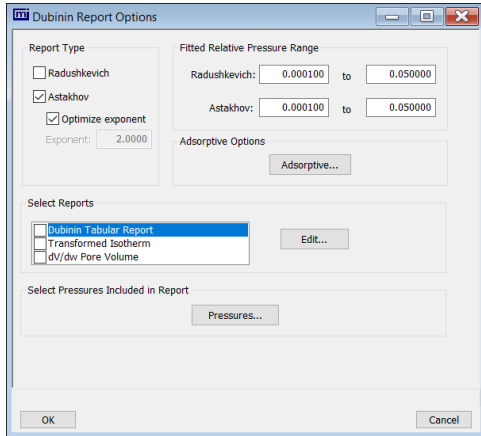 mi Dubinin Report Options
Report Type
Radushkevich
Astakhov
Optimize exponent
Exponent: 2.0000
Fitted Relative Pressure Range
Radushkevich: 0.000100 to 0.050000
Astakhov: 0.000100 to 0.050000
Adsorptive Options
Adsorptive...
Select Reports
Dubinin Tabular Report
Transformed Isotherm
dV/dw Pore Volume
Edit...
Select Pressures Included in Report
Pressures...
OK
Cancel